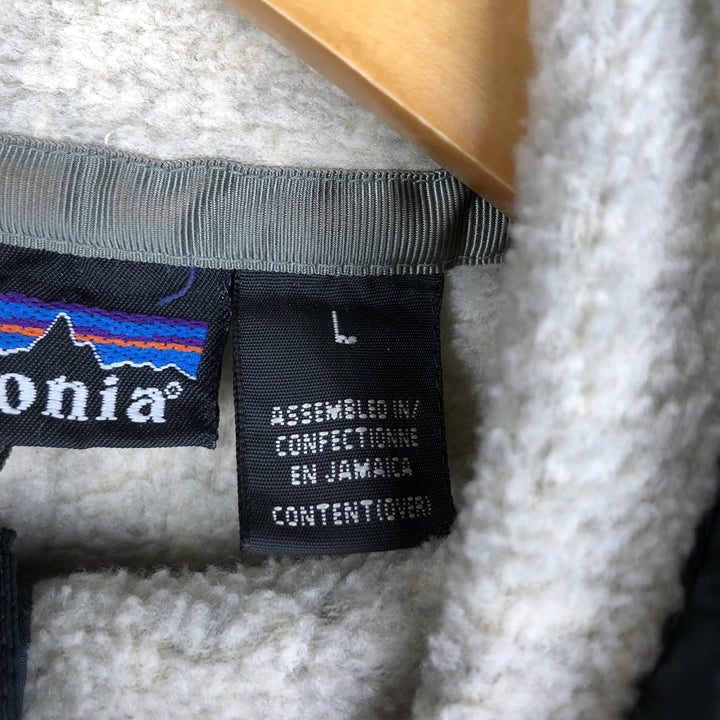 onia®
L
ASSEMBLED IN/
CONFECTIONNE
EN JAMAICA
CONTENT(OVER)